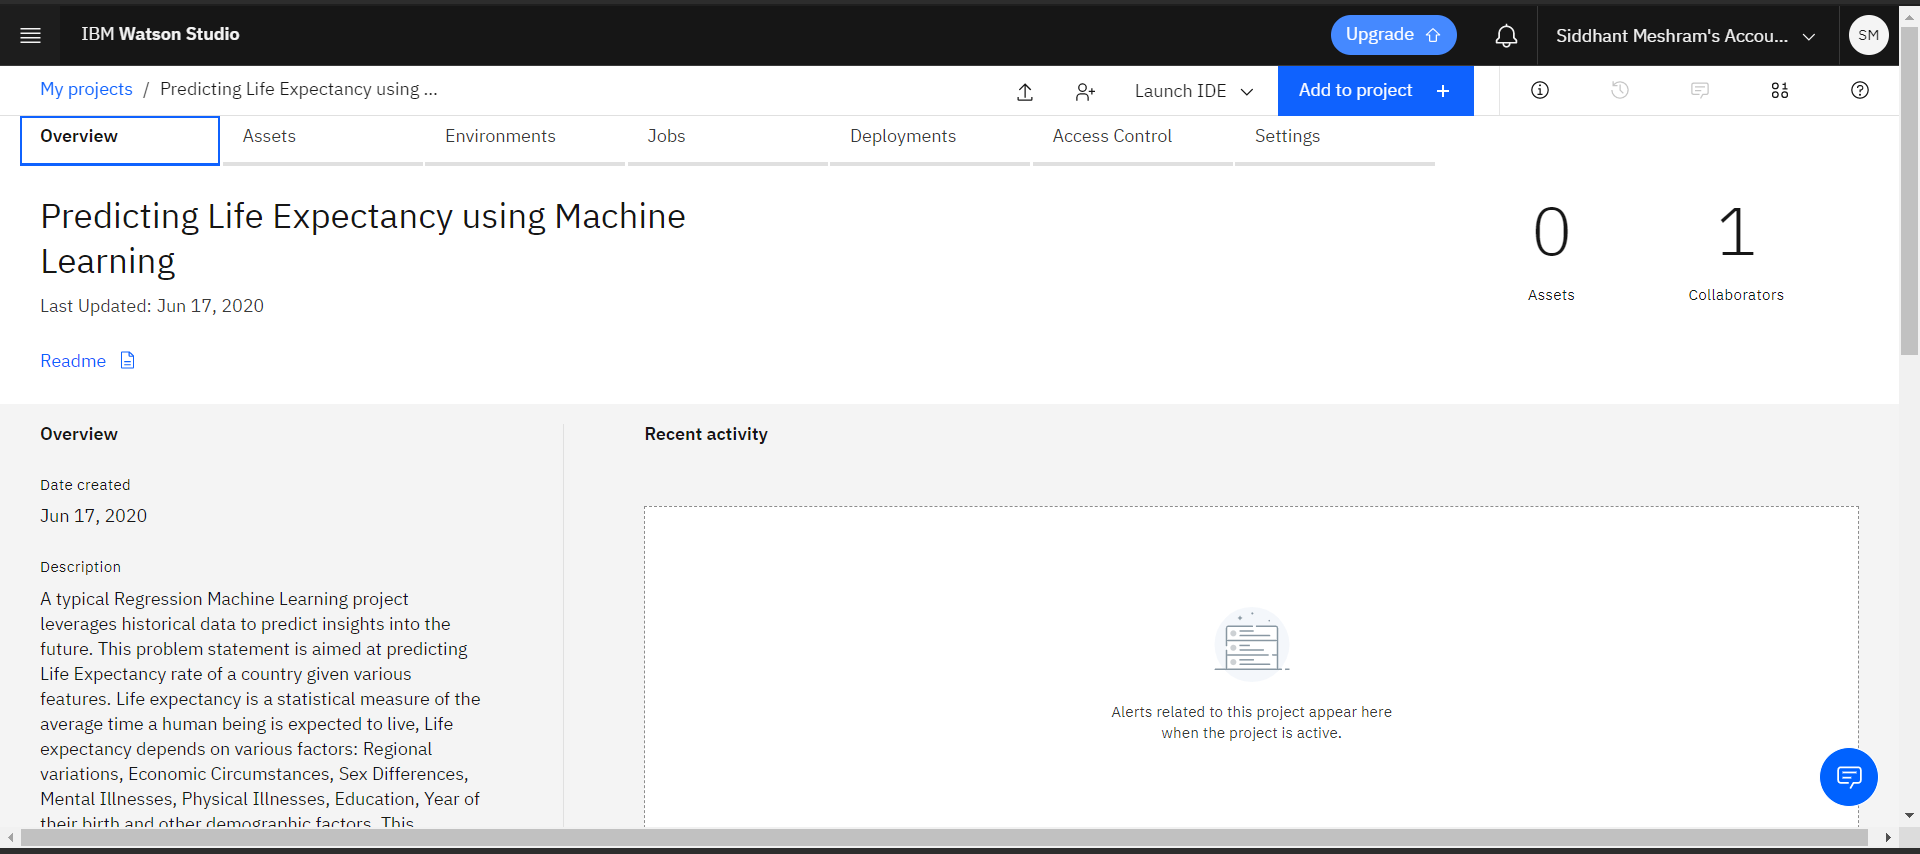 IBM Watson Studio
Upgrade
Siddhant Meshram's Accou...
SM
My projects / Predicting Life Expectancy using ...
Launch IDE
Add to project +
Overview
Assets
Environments
Jobs
Deployments
Access Control
Settings
Predicting Life Expectancy using Machine
Learning
Last Updated: Jun 17, 2020
Readme
0
Assets
1
Collaborators
Overview
Date created
Jun 17, 2020
Description
A typical Regression Machine Learning project
leverages historical data to predict insights into the
future. This problem statement is aimed at predicting
Life Expectancy rate of a country given various
features. Life expectancy is a statistical measure of the
average time a human being is expected to live, Life
expectancy depends on various factors: Regional
variations, Economic Circumstances, Sex Differences,
Mental Illnesses, Physical Illnesses, Education, Year of
their birth and other demographic factors. This
Recent activity
Alerts related to this project appear here
when the project is active.